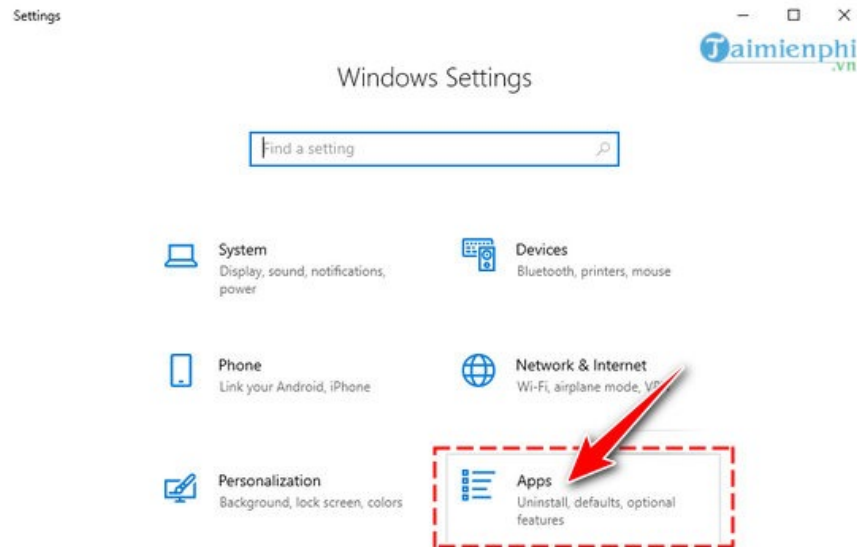 Settings
Taimienphi
.vn
Windows Settings
Find a setting
System
Display, sound, notifications,
power
Devices
Bluetooth, printers, mouse
Phone
Link your Android, iPhone
Network & Internet
Wi-Fi, airplane mode, VPN
Personalization
Background, lock screen, colors
Apps
Uninstall, defaults, optional
features